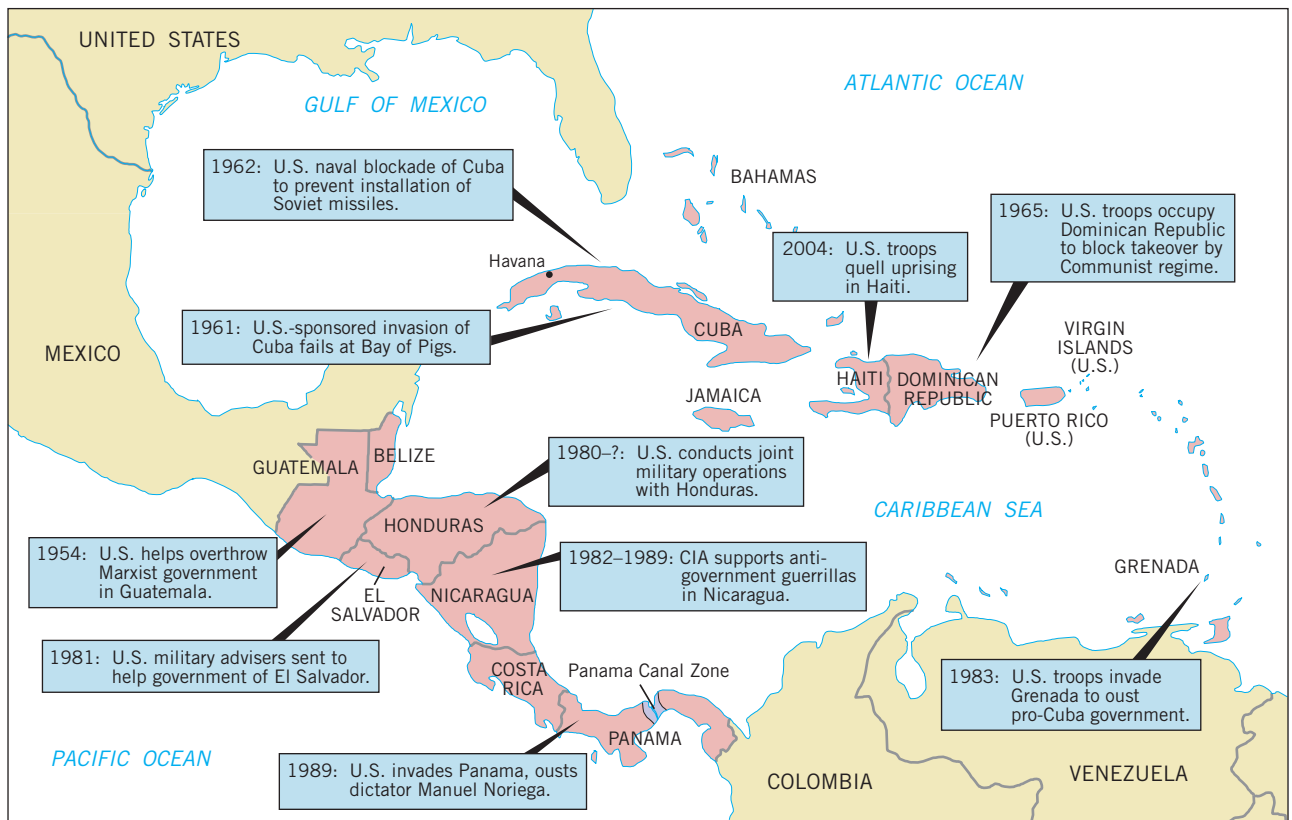 UNITED STATES
GULF OF MEXICO
ATLANTIC OCEAN
1962: U.S. naval blockade of Cuba
to prevent installation of
Soviet missiles.
BAHAMAS
1965: U.S. troops occupy
Dominican Republic
to block takeover by
Communist regime.
2004: U.S. troops
quell uprising
in Haiti.
Havana
1961: U.S.-sponsored invasion of
Cuba fails at Bay of Pigs.
CUBA
MEXICO
VIRGIN
ISLANDS
(U.S.)
HAITI
DOMINICAN
REPUBLIC
JAMAICA
PUERTO RICO
(U.S.)
GUATEMALA
BELIZE
1980–?: U.S. conducts joint
military operations
with Honduras.
CARIBBEAN SEA
HONDURAS
1954: U.S. helps overthrow
Marxist government
in Guatemala.
1982–1989: CIA supports anti-
government guerrillas
in Nicaragua.
GRENADA
EL
SALVADOR
NICARAGUA
1981: U.S. military advisers sent to
help government of El Salvador.
COSTA
RICA
Panama Canal Zone
1983: U.S. troops invade
Grenada to oust
pro-Cuba government.
PANAMA
PACIFIC OCEAN
1989: U.S. invades Panama, ousts
dictator Manuel Noriega.
COLOMBIA
VENEZUELA